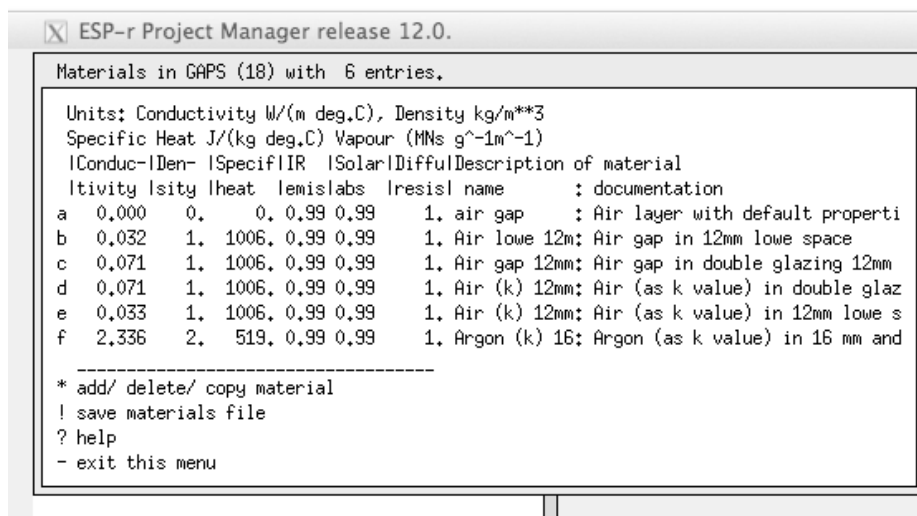 X ESP-r Project Manager release 12.0.
Materials in GAPS (18) with  6 entries.
Units: Conductivity W/(m deg.C), Density kg/m**3
Specific Heat J/(kg deg.C) Vapour (MNs g^-1m^-1)
|Conduc-|Den- |Specif|IR   |Solar|Diffu|Description of material
|tivity |sity |heat  |emis|abs  |resis| name       : documentation
a   0.000     0.     0. 0.99 0.99     1. air gap     : Air layer with default properti
b   0.032     1.  1006. 0.99 0.99     1. Air lowe 12m: Air gap in 12mm lowe space
c   0.071     1.  1006. 0.99 0.99     1. Air gap 12mm: Air gap in double glazing 12mm
d   0.071     1.  1006. 0.99 0.99     1. Air (k) 12mm: Air (as k value) in double glaz
e   0.033     1.  1006. 0.99 0.99     1. Air (k) 12mm: Air (as k value) in 12mm lowe s
f   2.336     2.   519. 0.99 0.99     1. Argon (k) 16: Argon (as k value) in 16 mm and
___________________________________
* add/ delete/ copy material
! save materials file
? help
- exit this menu